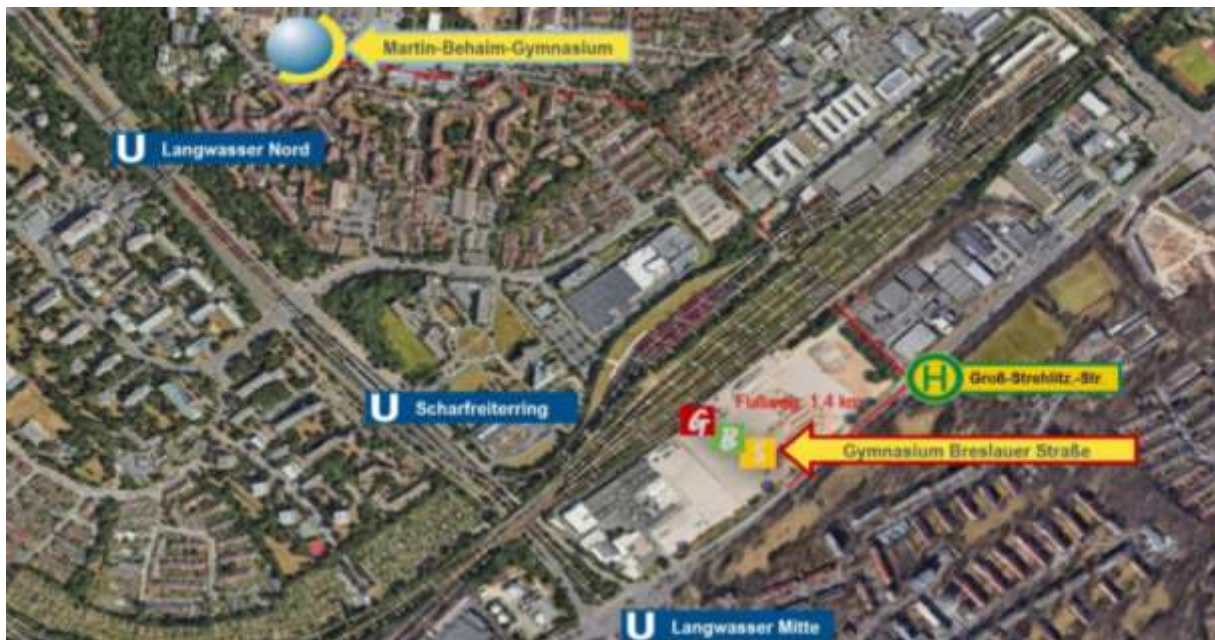 Martin-Behaim-Gymnasium
U Langwasser Nord
U Scharfreiterring
H Groß-Strehlitz.-Str
Fußweg: 1.4 km
G B S
Gymnasium Breslauer Straße
U Langwasser Mitte